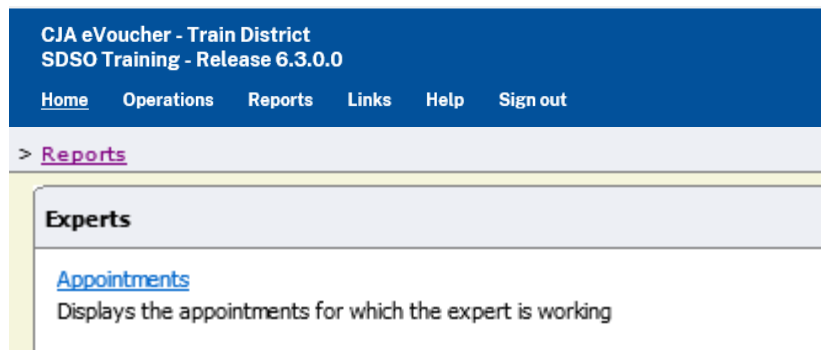 CJA eVoucher - Train District
SDSO Training - Release 6.3.0.0
Home Operations Reports Links Help Sign out
> Reports
Experts
Appointments
Displays the appointments for which the expert is working